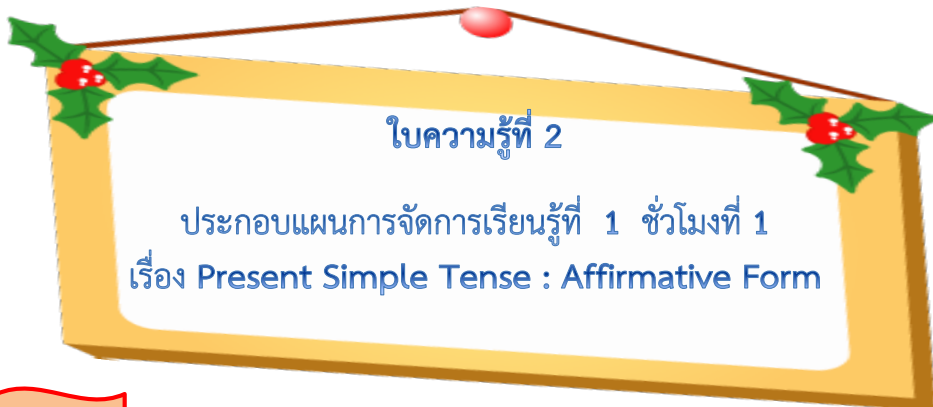 ใบความรู้ที่ 2
ประกอบแผนการจัดการเรียนรู้ที่ 1 ชั่วโมงที่ 1
เรื่อง Present Simple Tense : Affirmative Form